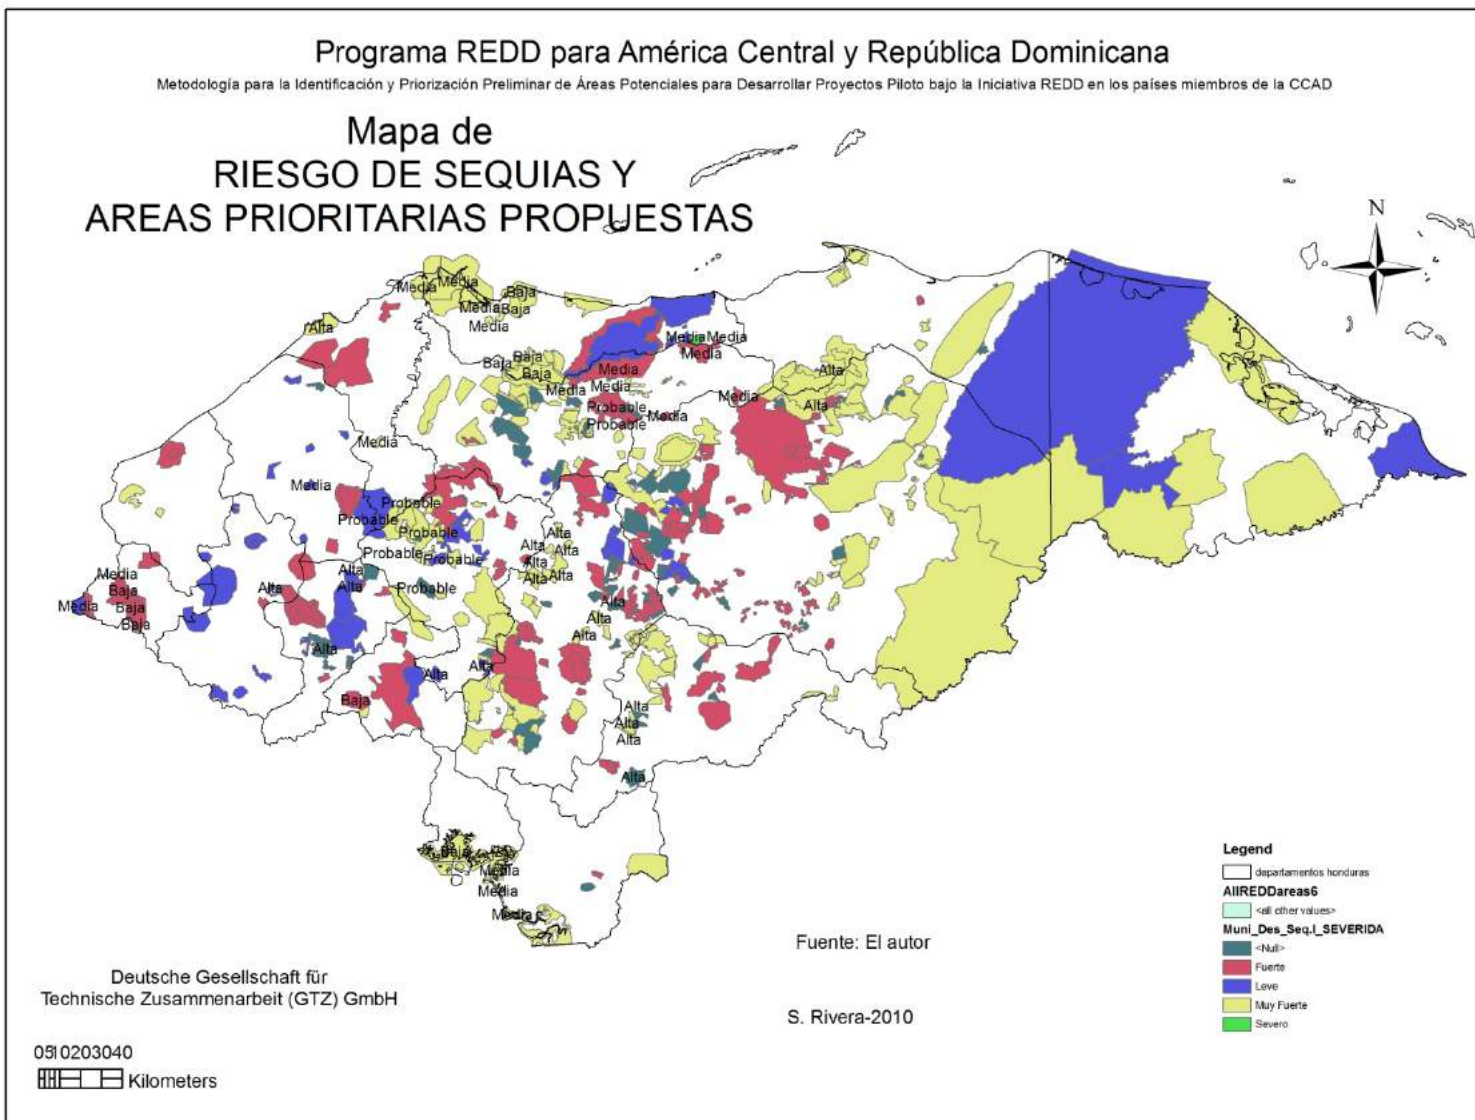 Programa REDD para América Central y República Dominicana
Metodología para la Identificación y Priorización Preliminar de Áreas Potenciales para Desarrollar Proyectos Piloto bajo la Iniciativa REDD en los países miembros de la CCAD
Mapa de
RIESGO DE SEQUIAS Y
AREAS PRIORITARIAS PROPUESTAS
N
Media
Media
Baja
Media
Baja
Media
Alta
Media
Media
Media
Baja
Baja
Baja
Media
Media
Media
Probable
Probable
Media
Media
Alta
Alta
Media
Media
Probable
Probable
Probable
Probable
Probable
Probable
Alta
Alta
Alta
Alta
Alta
Alta
Alta
Alta
Alta
Media
Baja
Media
Baja
Baja
Alta
Alta
Alta
Alta
Alta
Alta
Baja
Alta
Alta
Alta
Alta
Baja
Media
Media
Media
Legend
departamentos honduras
AllREDDareas6
<all other values>
Muni_Des_Seq.I_SEVERIDA
<Null>
Fuerte
Leve
Muy Fuerte
Severo
Fuente: El autor
S. Rivera-2010
Deutsche Gesellschaft für
Technische Zusammenarbeit (GTZ) GmbH
0510203040
Kilometers